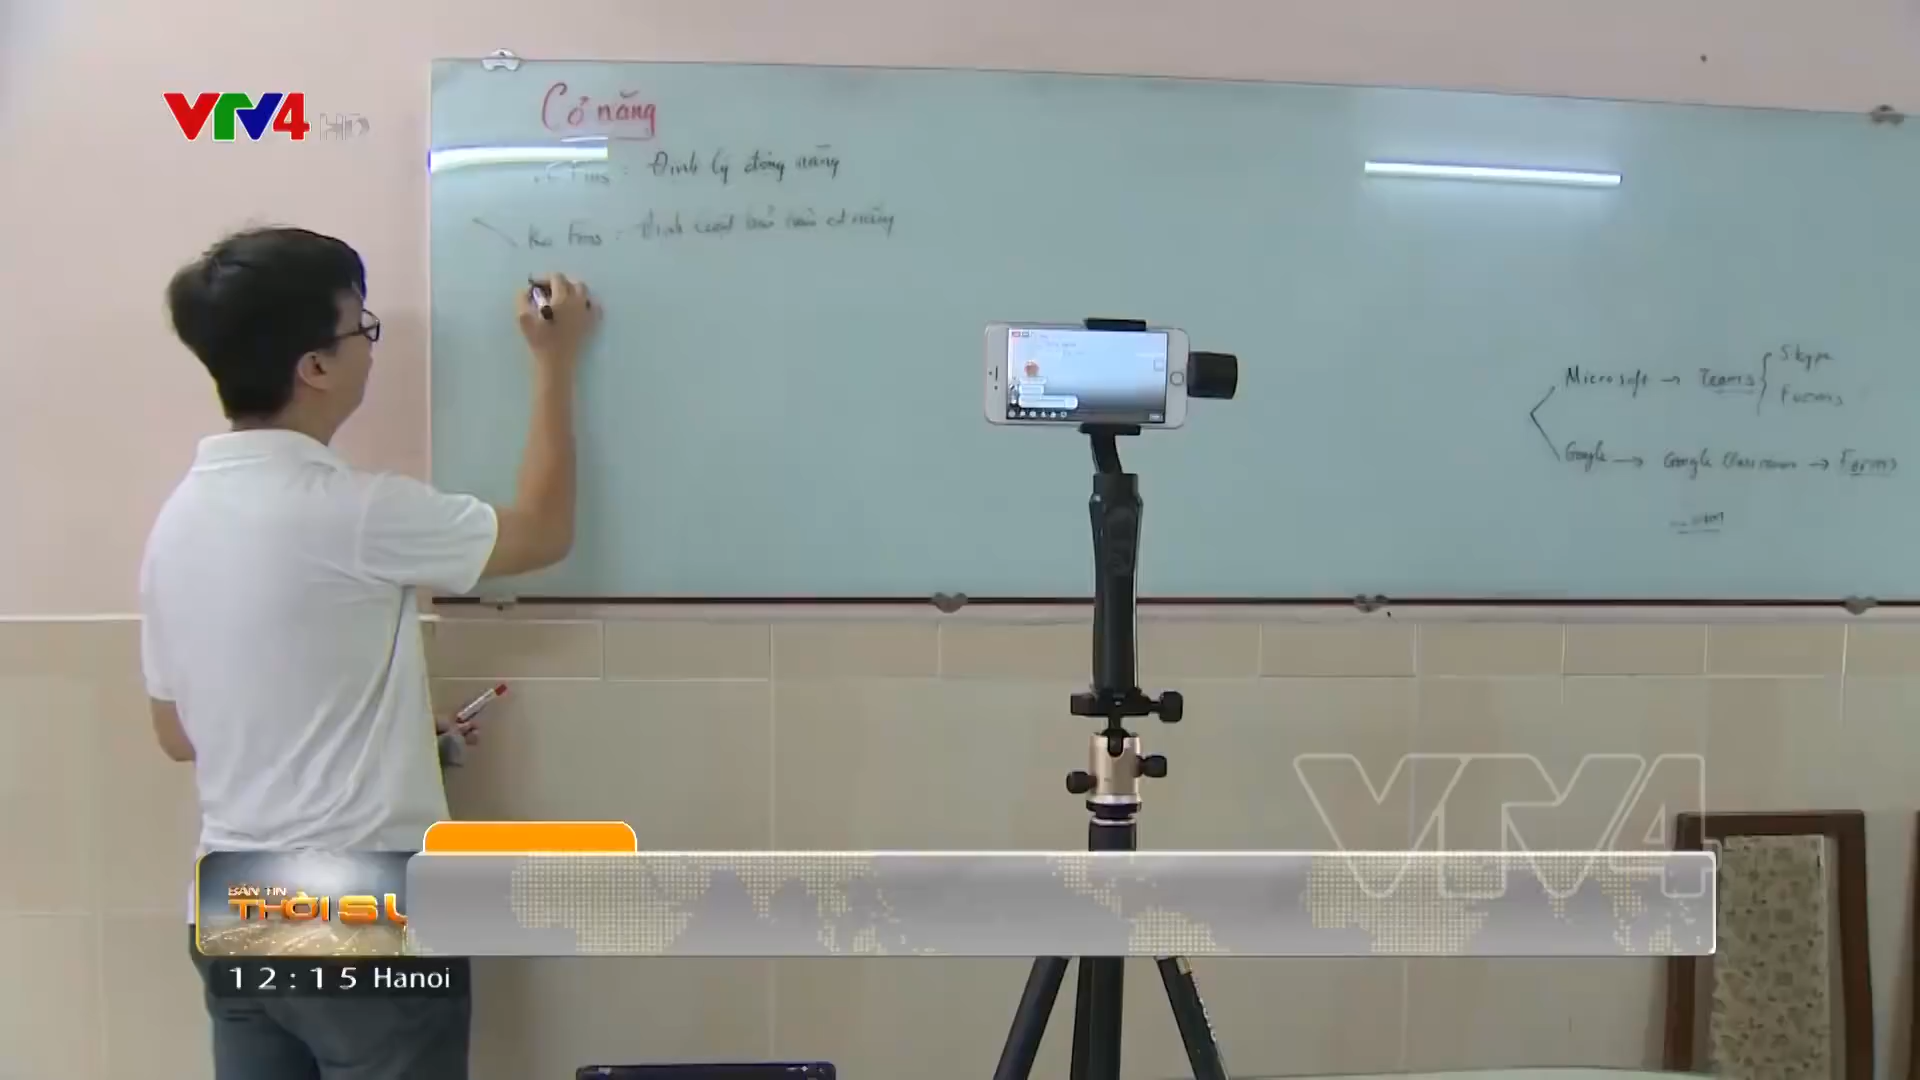 VTV4 HD
Cơ năng
Định lý động năng
Microsoft → Teams
Skype
Forms
Google → Google Classroom → Forms
VTV4
BẢN TIN
THỜI SỰ
12:15 Hanoi